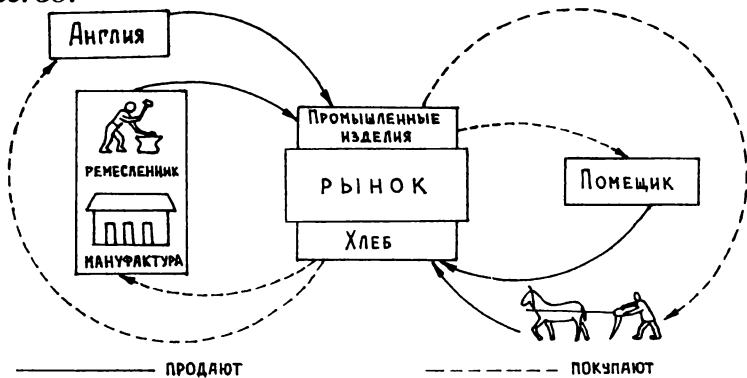 Англия
Промышленные
изделия
Ремесленник
Рынок
Помещик
Мануфактура
Хлеб
продают
покупают